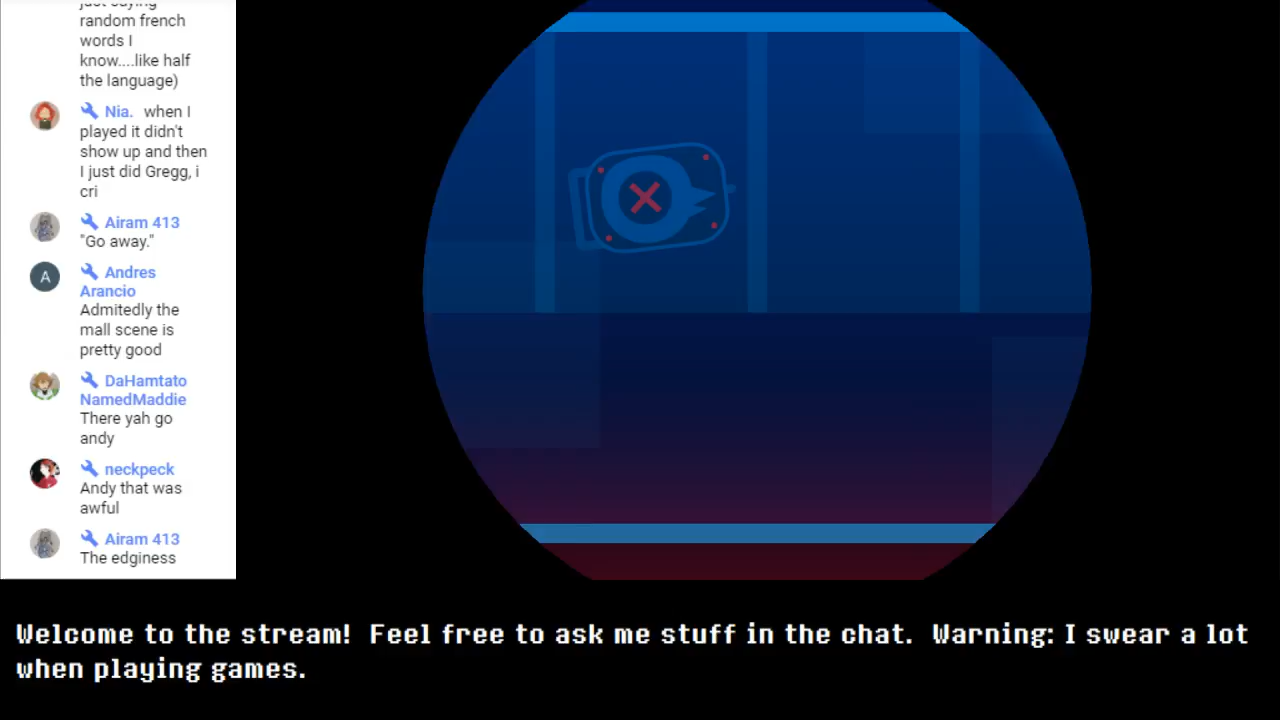 just saying
random french
words I
know....like half
the language)
Nia. when I
played it didn't
show up and then
I just did Gregg, i
cri
Airam 413
"Go away."
A
Andres
Arancio
Admitedly the
mall scene is
pretty good
DaHamtato
NamedMaddie
There yah go
andy
neckpeck
Andy that was
awful
Airam 413
The edginess
Welcome to the stream! Feel free to ask me stuff in the chat. Warning: I swear a lot
when playing games.